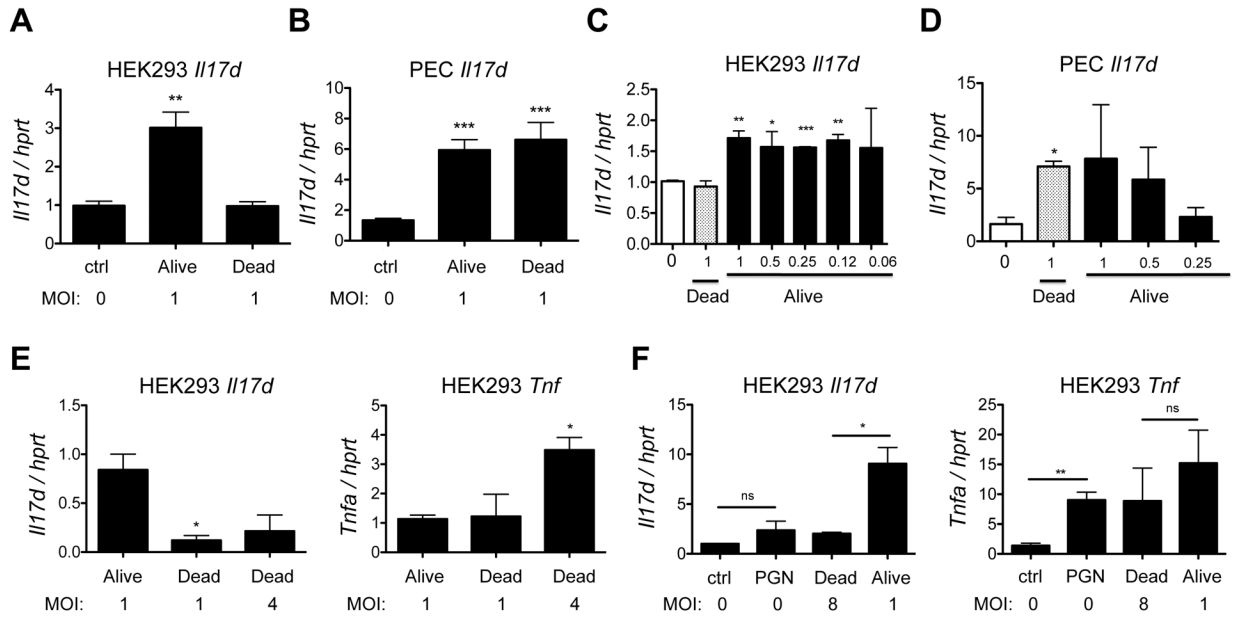 A
HEK293 Il17d
Il17d / hprt
4
3
2
1
0
**
ctrl Alive Dead
MOI: 0 1 1
B
PEC Il17d
Il17d / hprt
10
8
6
4
2
0
*** ***
ctrl Alive Dead
MOI: 0 1 1
C
HEK293 Il17d
Il17d / hprt
2.5
2.0
1.5
1.0
0.5
0.0
** * *** **
0 1 1 0.5 0.25 0.12 0.06
Dead Alive
D
PEC Il17d
Il17d / hprt
15
10
5
0
*
0 1 1 0.5 0.25
Dead Alive
E
HEK293 Il17d
Il17d / hprt
1.5
1.0
0.5
0.0
*
Alive Dead Dead
MOI: 1 1 4
HEK293 Tnf
Tnfa / hprt
5
4
3
2
1
0
*
Alive Dead Dead
MOI: 1 1 4
F
HEK293 Il17d
Il17d / hprt
15
10
5
0
ns *
ctrl PGN Dead Alive
MOI: 0 0 8 1
HEK293 Tnf
Tnfa / hprt
25
20
15
10
5
0
** ns
ctrl PGN Dead Alive
MOI: 0 0 8 1